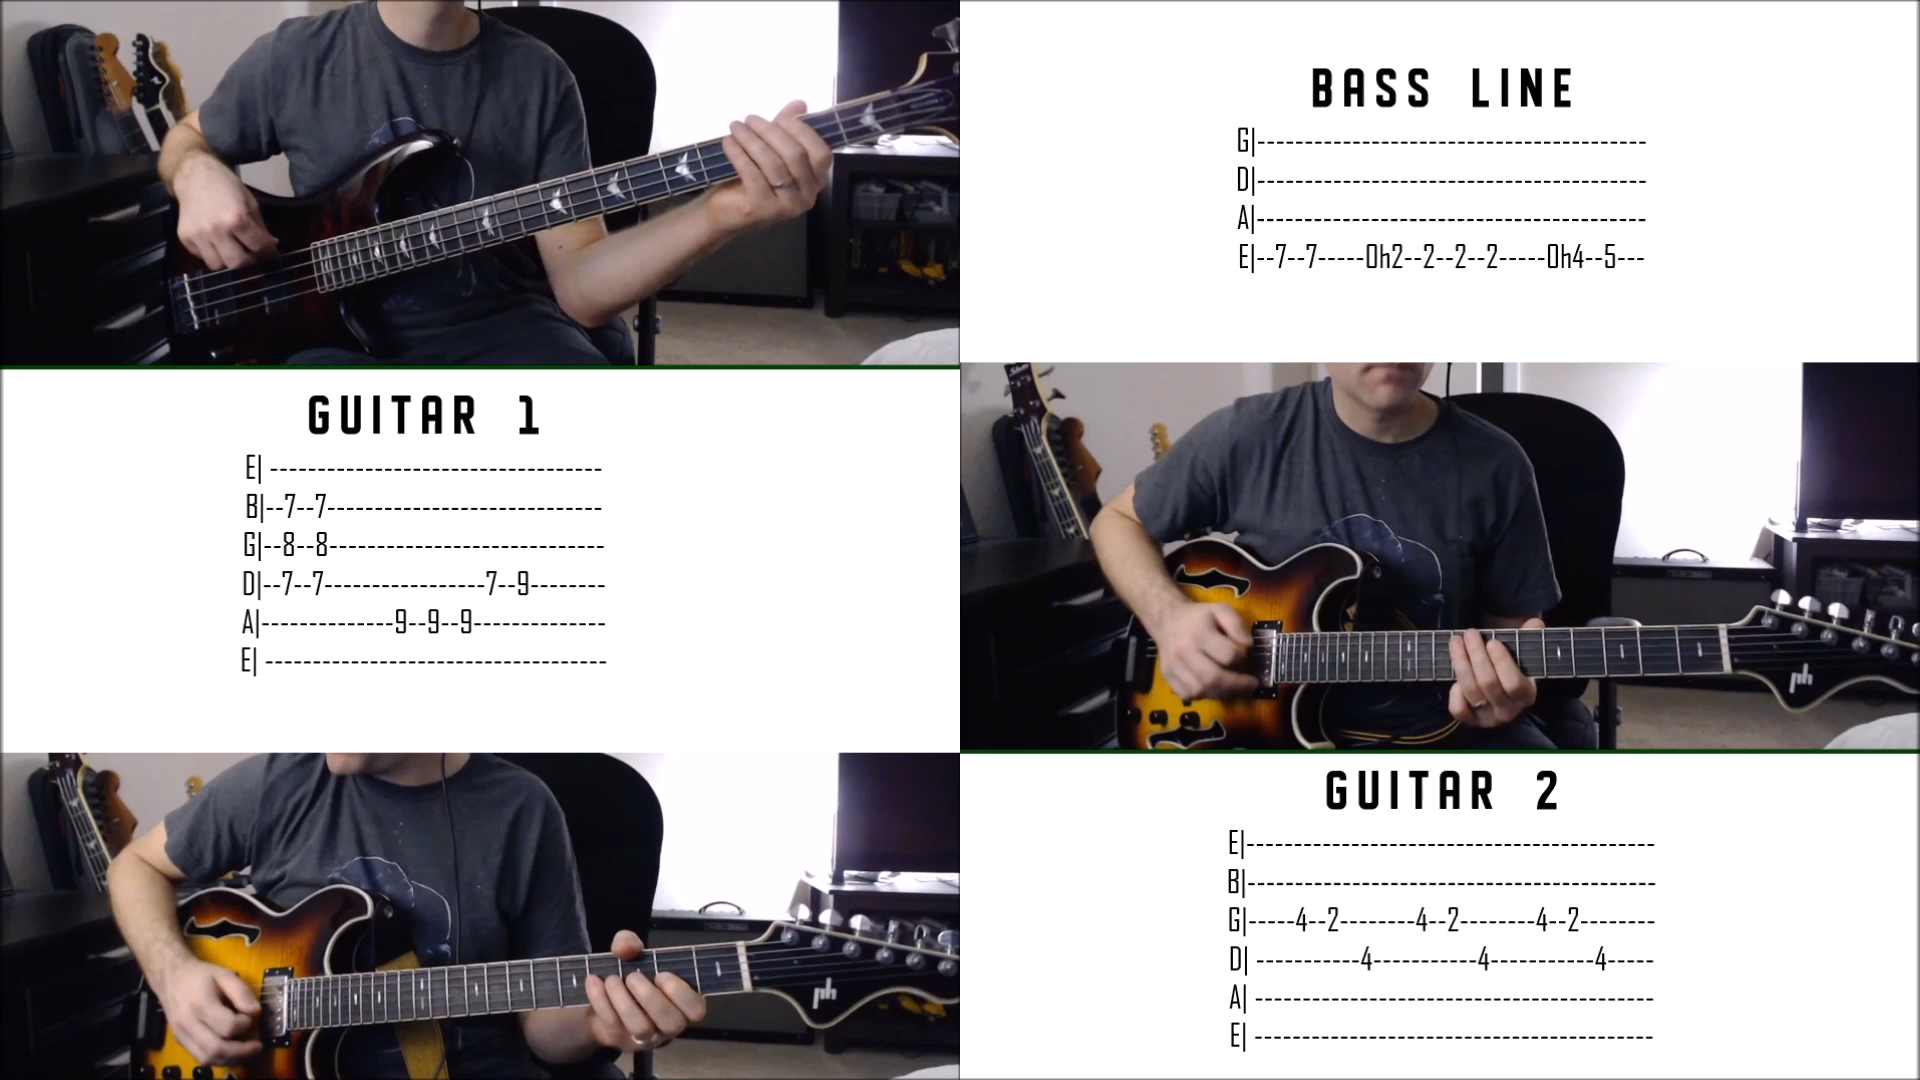 BASS LINE
G|-----------------------------------------
D|-----------------------------------------
A|-----------------------------------------
E|--7--7-----0h2--2--2--2-----0h4--5---
GUITAR 1
E| -----------------------------------
B|--7--7-----------------------------
G|--8--8-----------------------------
D|--7--7-----------------7--9--------
A|--------------9--9--9--------------
E| ------------------------------------
GUITAR 2
E|-------------------------------------------
B|-------------------------------------------
G|-----4--2--------4--2--------4--2--------
D| -----------4-----------4-----------4-----
A| ------------------------------------------
E| ------------------------------------------